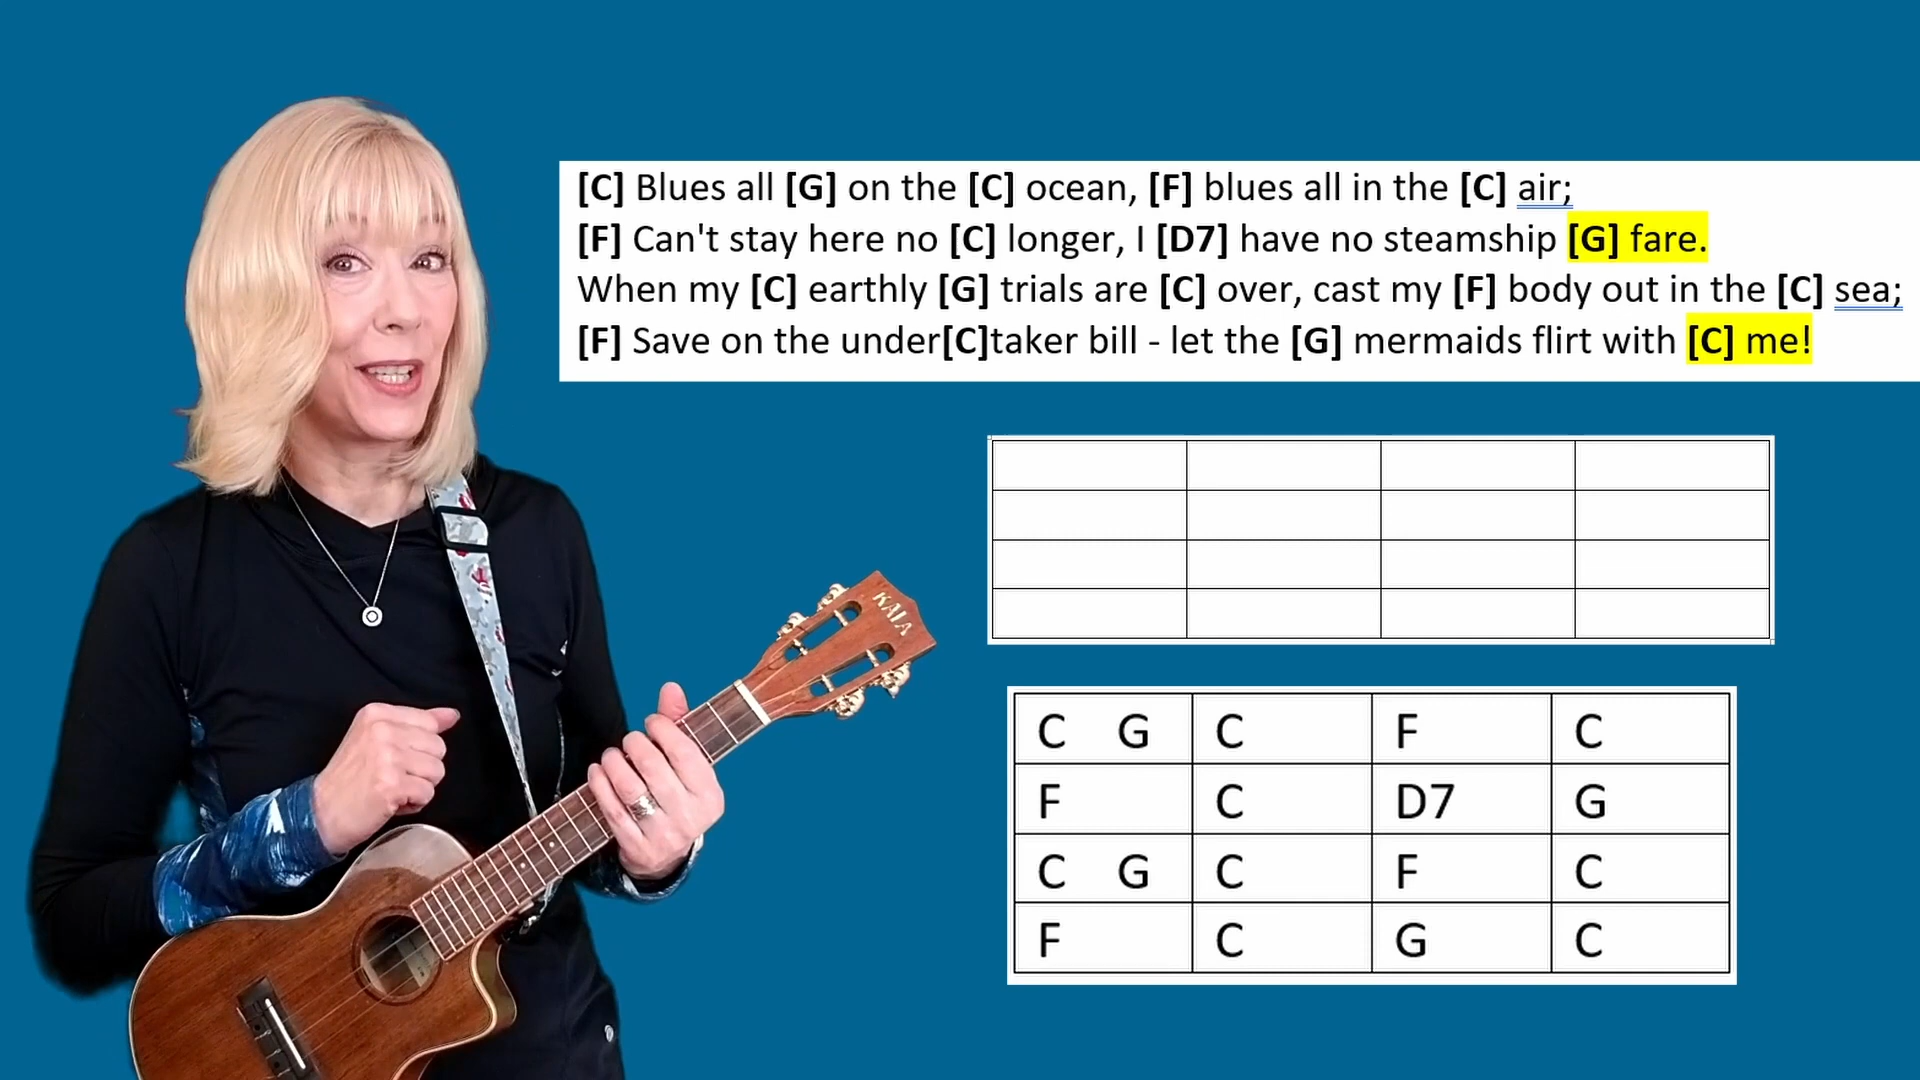 [C] Blues all [G] on the [C] ocean, [F] blues all in the [C] air;
[F] Can't stay here no [C] longer, I [D7] have no steamship [G] fare.
When my [C] earthly [G] trials are [C] over, cast my [F] body out in the [C] sea;
[F] Save on the under[C]taker bill - let the [G] mermaids flirt with [C] me!
KAIA
C G C F C
F C D7 G
C G C F C
F C G C